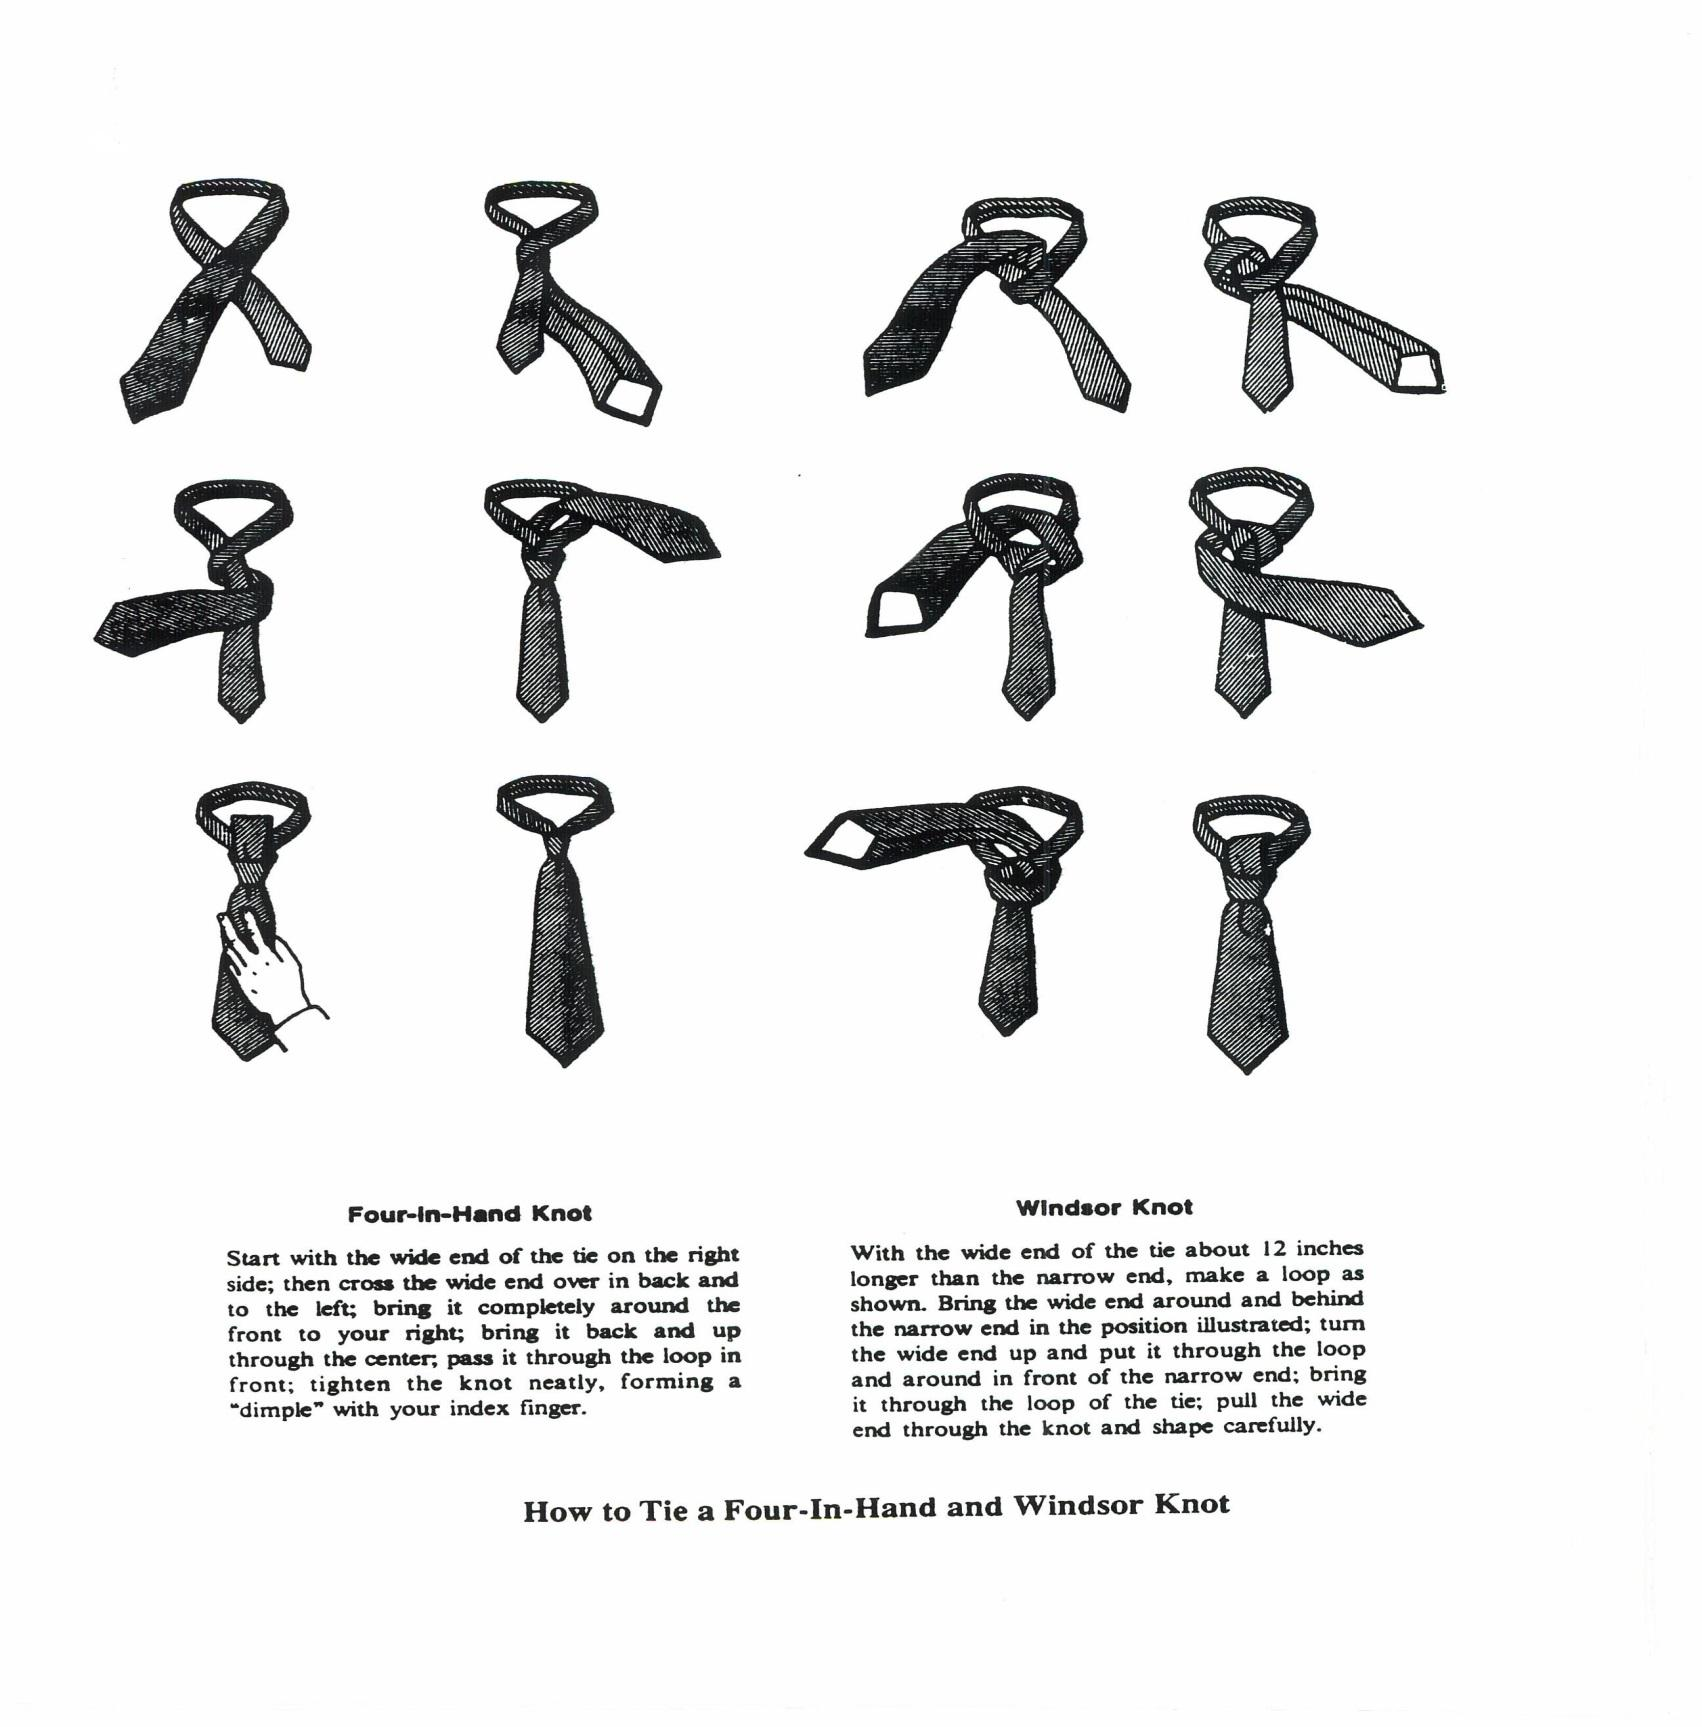 Four-In-Hand Knot
Start with the wide end of the tie on the right
side; then cross the wide end over in back and
to the left; bring it completely around the
front to your right; bring it back and up
through the center; pass it through the loop in
front; tighten the knot neatly, forming a
“dimple” with your index finger.
Windsor Knot
With the wide end of the tie about 12 inches
longer than the narrow end, make a loop as
shown. Bring the wide end around and behind
the narrow end in the position illustrated; turn
the wide end up and put it through the loop
and around in front of the narrow end; bring
it through the loop of the tie; pull the wide
end through the knot and shape carefully.
How to Tie a Four-In-Hand and Windsor Knot